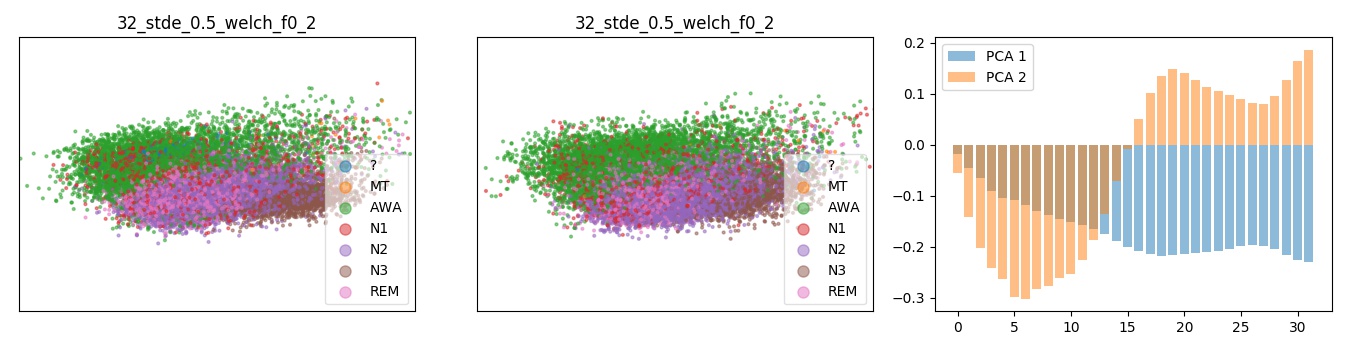 32_stde_0.5_welch_f0_2
?
MT
AWA
N1
N2
N3
REM
32_stde_0.5_welch_f0_2
?
MT
AWA
N1
N2
N3
REM
PCA 1
PCA 2
0.2
0.1
0.0
−0.1
−0.2
−0.3
0 5 10 15 20 25 30